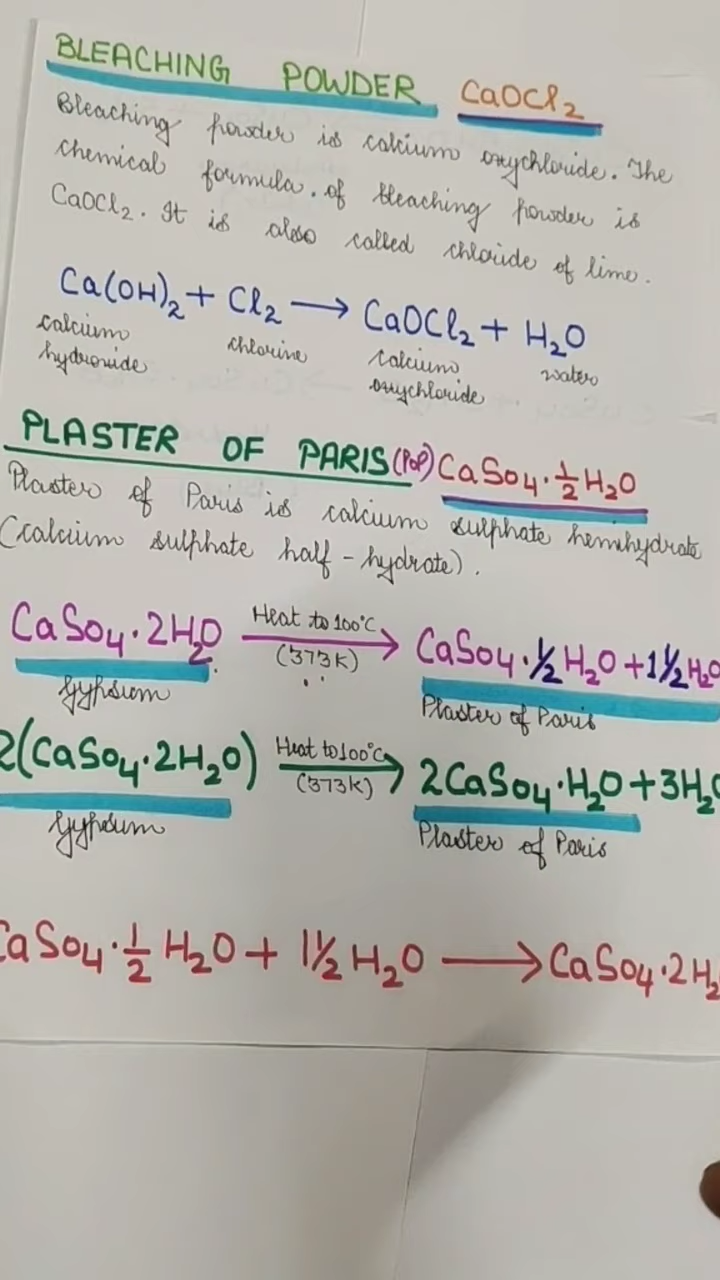 BLEACHING POWDER CaOCl₂
Bleaching powder is calcium oxychloride. The
chemical formula. of bleaching powder is
CaOCl₂. It is also called chloride of lime.
Ca(OH)₂ + Cl₂ ⟶ CaOCl₂ + H₂O
calcium hydroxide chlorine calcium oxychloride water
PLASTER OF PARIS (POP) CaSo₄·½H₂O
Plaster of Paris is calcium sulphate hemihydrate
(calcium sulphate half-hydrate).
Heat to 100°C
CaSo₄·2H₂O ⟶ CaSo₄·½H₂O + 1½H₂O
(373K)
Gypsum Plaster of Paris
Heat to 100°C
2(CaSo₄·2H₂O) ⟶ 2CaSo₄·H₂O + 3H₂O
(373K)
Gypsum Plaster of Paris
CaSo₄·½H₂O + 1½H₂O ⟶ CaSo₄·2H₂